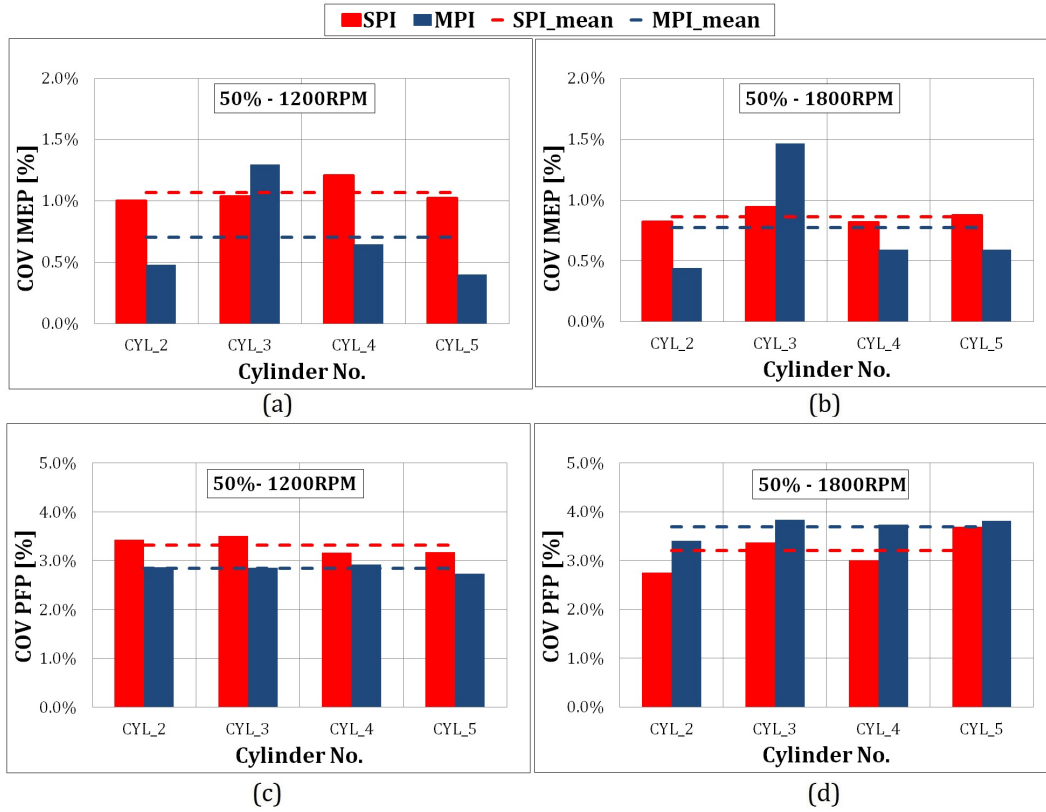 SPI MPI SPI_mean MPI_mean
2.0%
1.5%
1.0%
0.5%
0.0%
COV IMEP [%]
50% - 1200RPM
CYL_2 CYL_3 CYL_4 CYL_5
Cylinder No.
(a)
2.0%
1.5%
1.0%
0.5%
0.0%
COV IMEP [%]
50% - 1800RPM
CYL_2 CYL_3 CYL_4 CYL_5
Cylinder No.
(b)
5.0%
4.0%
3.0%
2.0%
1.0%
0.0%
COV PFP [%]
50%- 1200RPM
CYL_2 CYL_3 CYL_4 CYL_5
Cylinder No.
(c)
5.0%
4.0%
3.0%
2.0%
1.0%
0.0%
COV PFP [%]
50% - 1800RPM
CYL_2 CYL_3 CYL_4 CYL_5
Cylinder No.
(d)